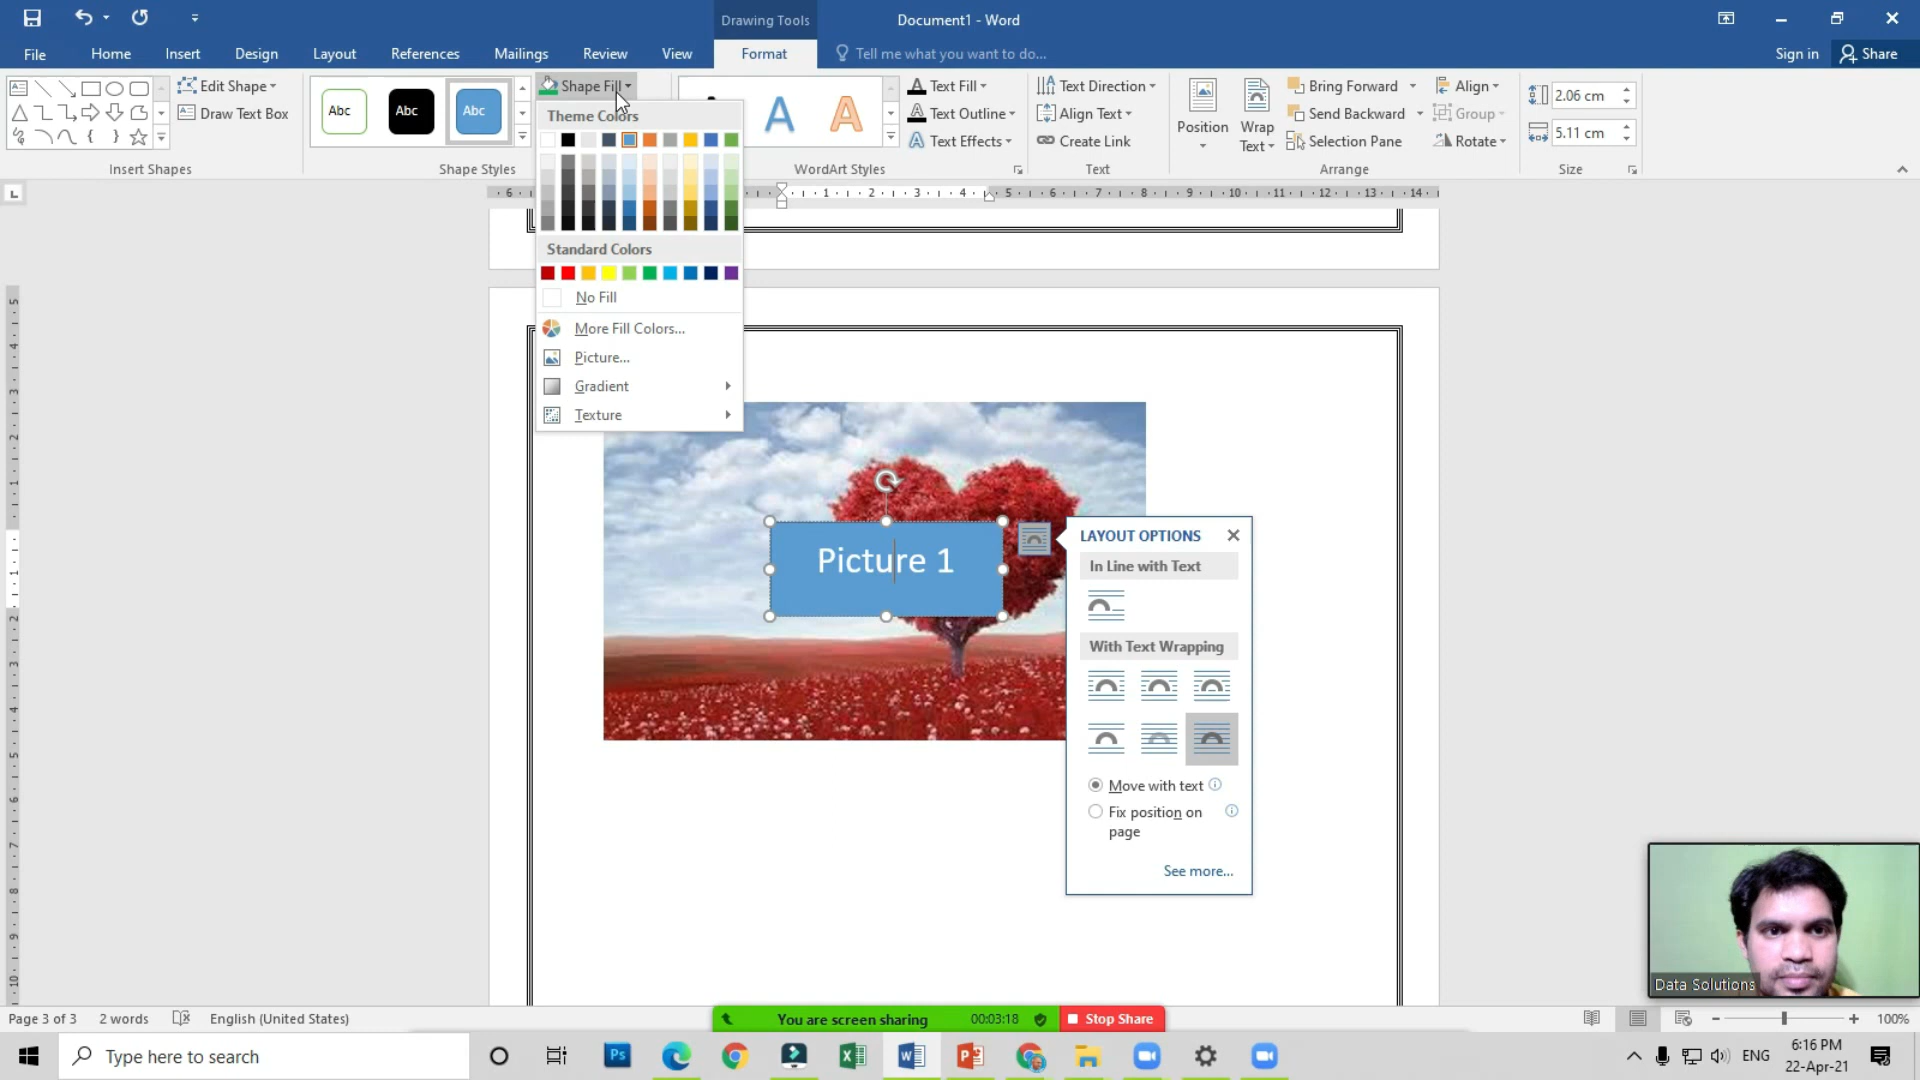 Drawing Tools
Document1 - Word
File
Home
Insert
Design
Layout
References
Mailings
Review
View
Format
Tell me what you want to do...
Sign in
Share
Edit Shape
Draw Text Box
Insert Shapes
Abc
Abc
Abc
Shape Styles
Shape Fill
A
A
WordArt Styles
Text Fill
Text Outline
Text Effects
Text Direction
Align Text
Create Link
Text
Position
Wrap
Text
Bring Forward
Send Backward
Selection Pane
Align
Group
Rotate
Arrange
2.06 cm
5.11 cm
Size
Theme Colors
Standard Colors
No Fill
More Fill Colors...
Picture...
Gradient
Texture
Picture 1
LAYOUT OPTIONS
In Line with Text
With Text Wrapping
Move with text
Fix position on
page
See more...
Data Solutions
Page 3 of 3
2 words
English (United States)
You are screen sharing
00:03:18
Stop Share
100%
Type here to search
Ps
ENG
6:16 PM
22-Apr-21